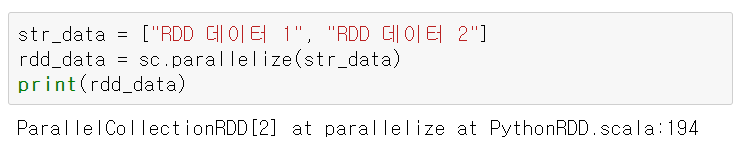 str_data = ["RDD 데이터 1", "RDD 데이터 2"]
rdd_data = sc.parallelize(str_data)
print(rdd_data)
ParallelCollectionRDD[2] at parallelize at PythonRDD.scala:194